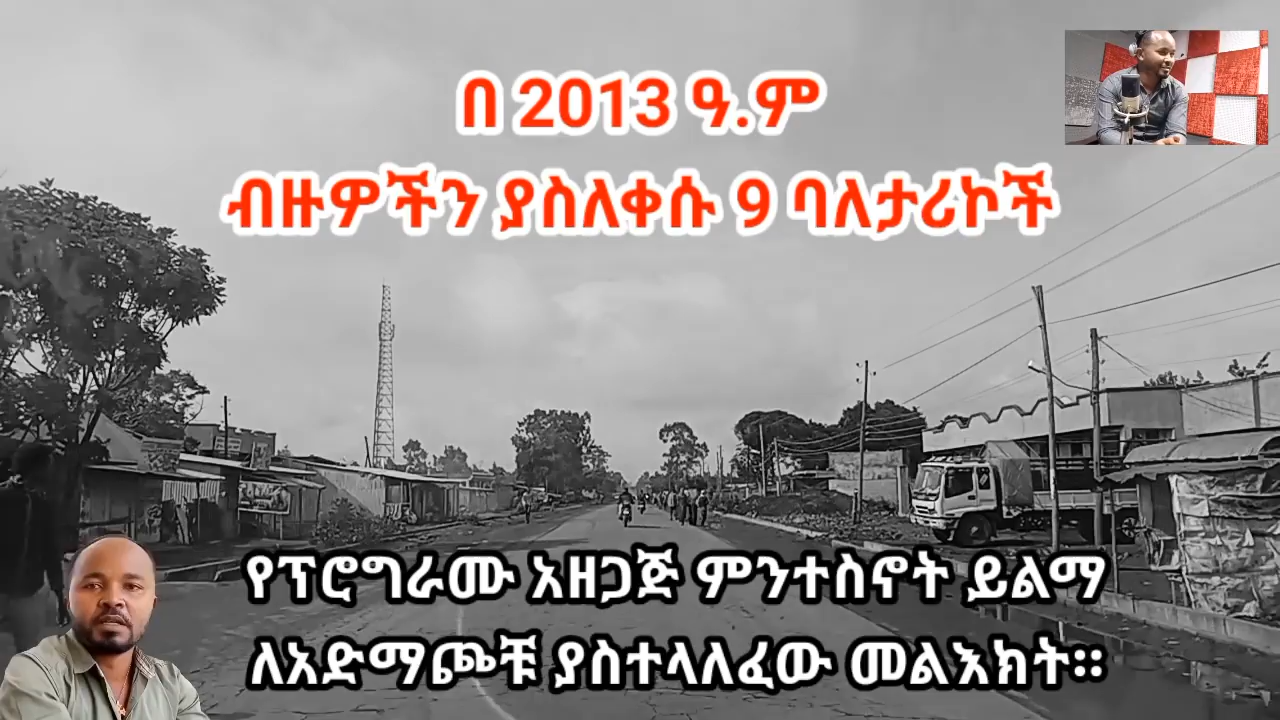 በ 2013 ዓ.ም
ብዙዎችን ያስለቀሱ 9 ባለታሪኮች
የፕሮግራሙ አዘጋጅ ምንተስኖት ይልማ
ለአድማጮቹ ያስተላለፈው መልእክት።